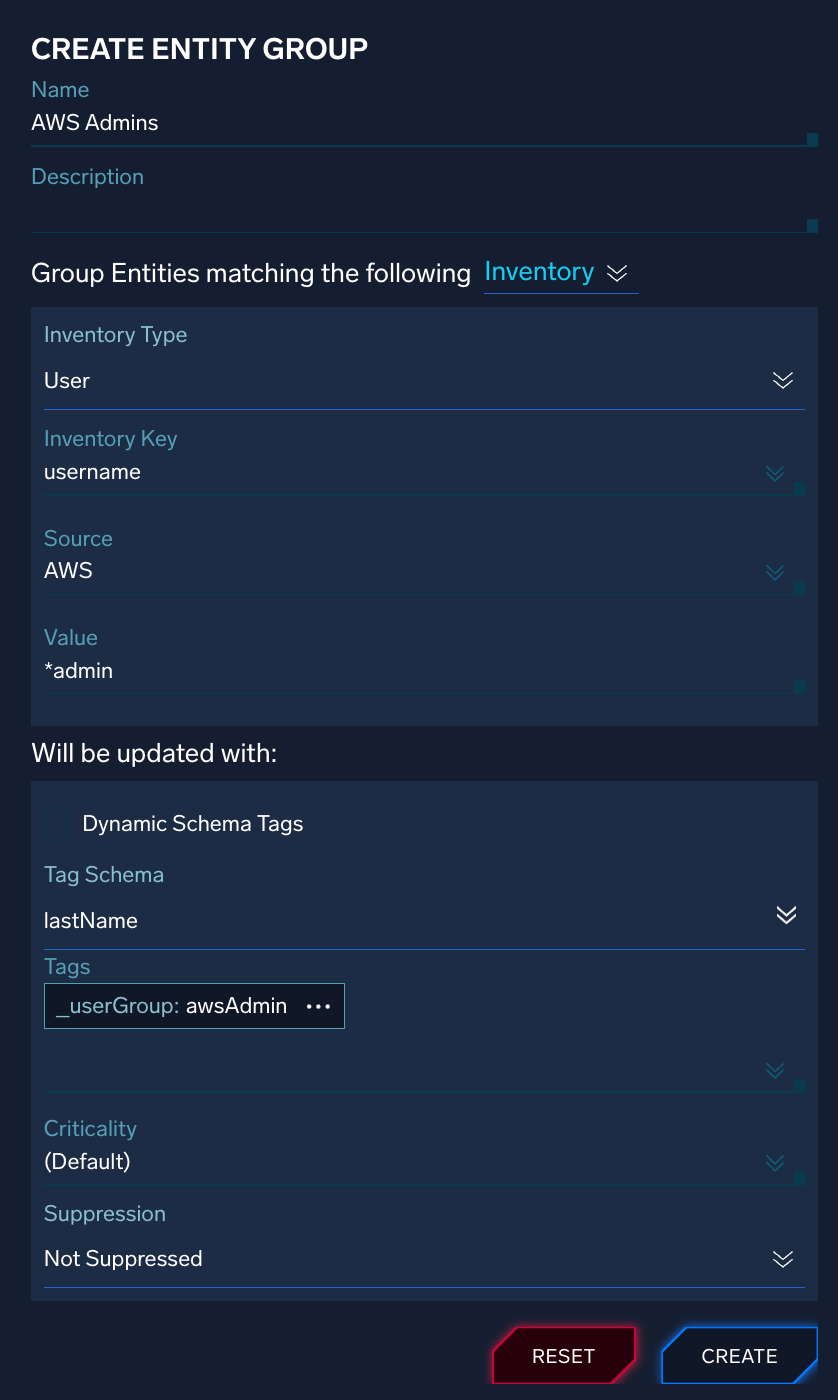 CREATE ENTITY GROUP
Name
AWS Admins
Description
Group Entities matching the following Inventory
Inventory Type
User
Inventory Key
username
Source
AWS
Value
*admin
Will be updated with:
Dynamic Schema Tags
Tag Schema
lastName
Tags
_userGroup: awsAdmin ...
Criticality
(Default)
Suppression
Not Suppressed
RESET CREATE